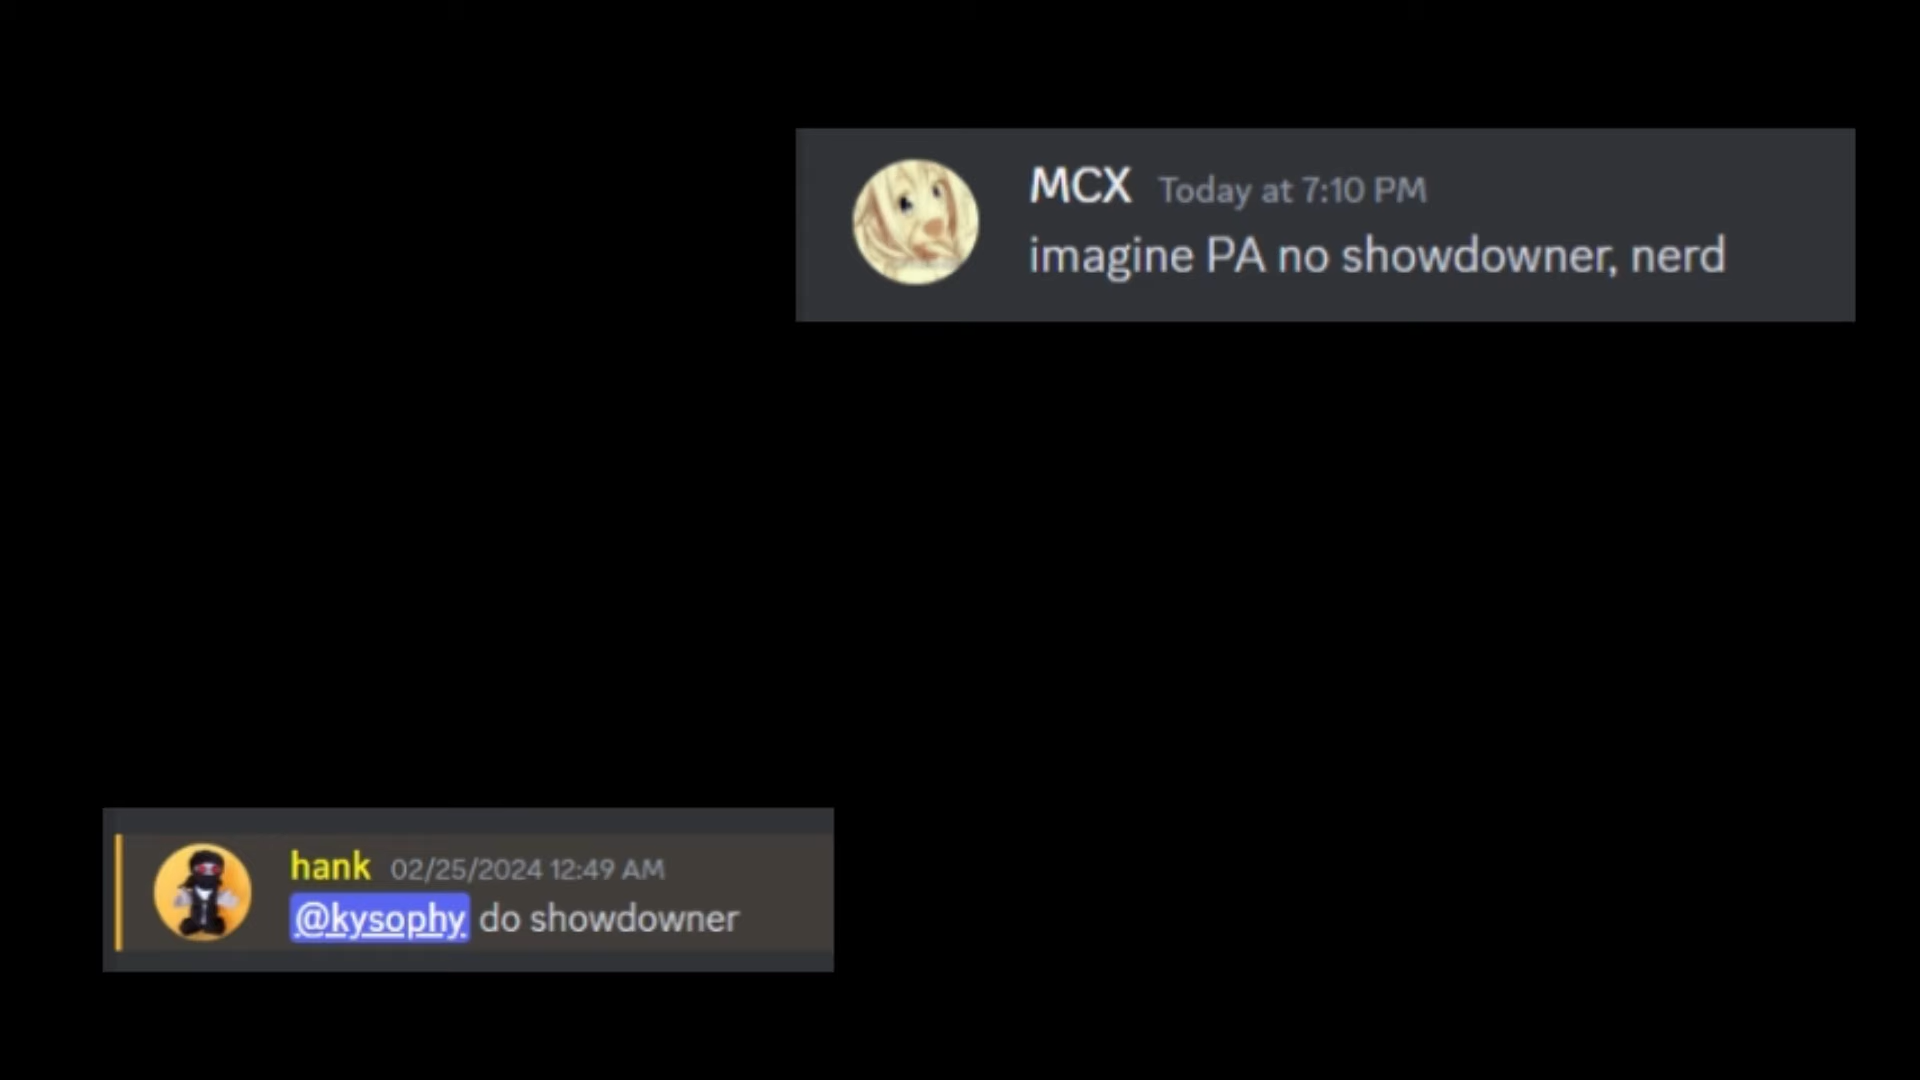 MCX Today at 7:10 PM
imagine PA no showdowner, nerd
hank 02/25/2024 12:49 AM
@kysophy do showdowner